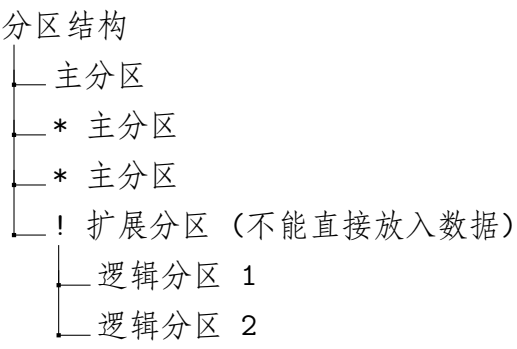 分区结构
主分区
* 主分区
* 主分区
! 扩展分区 (不能直接放入数据)
逻辑分区 1
逻辑分区 2